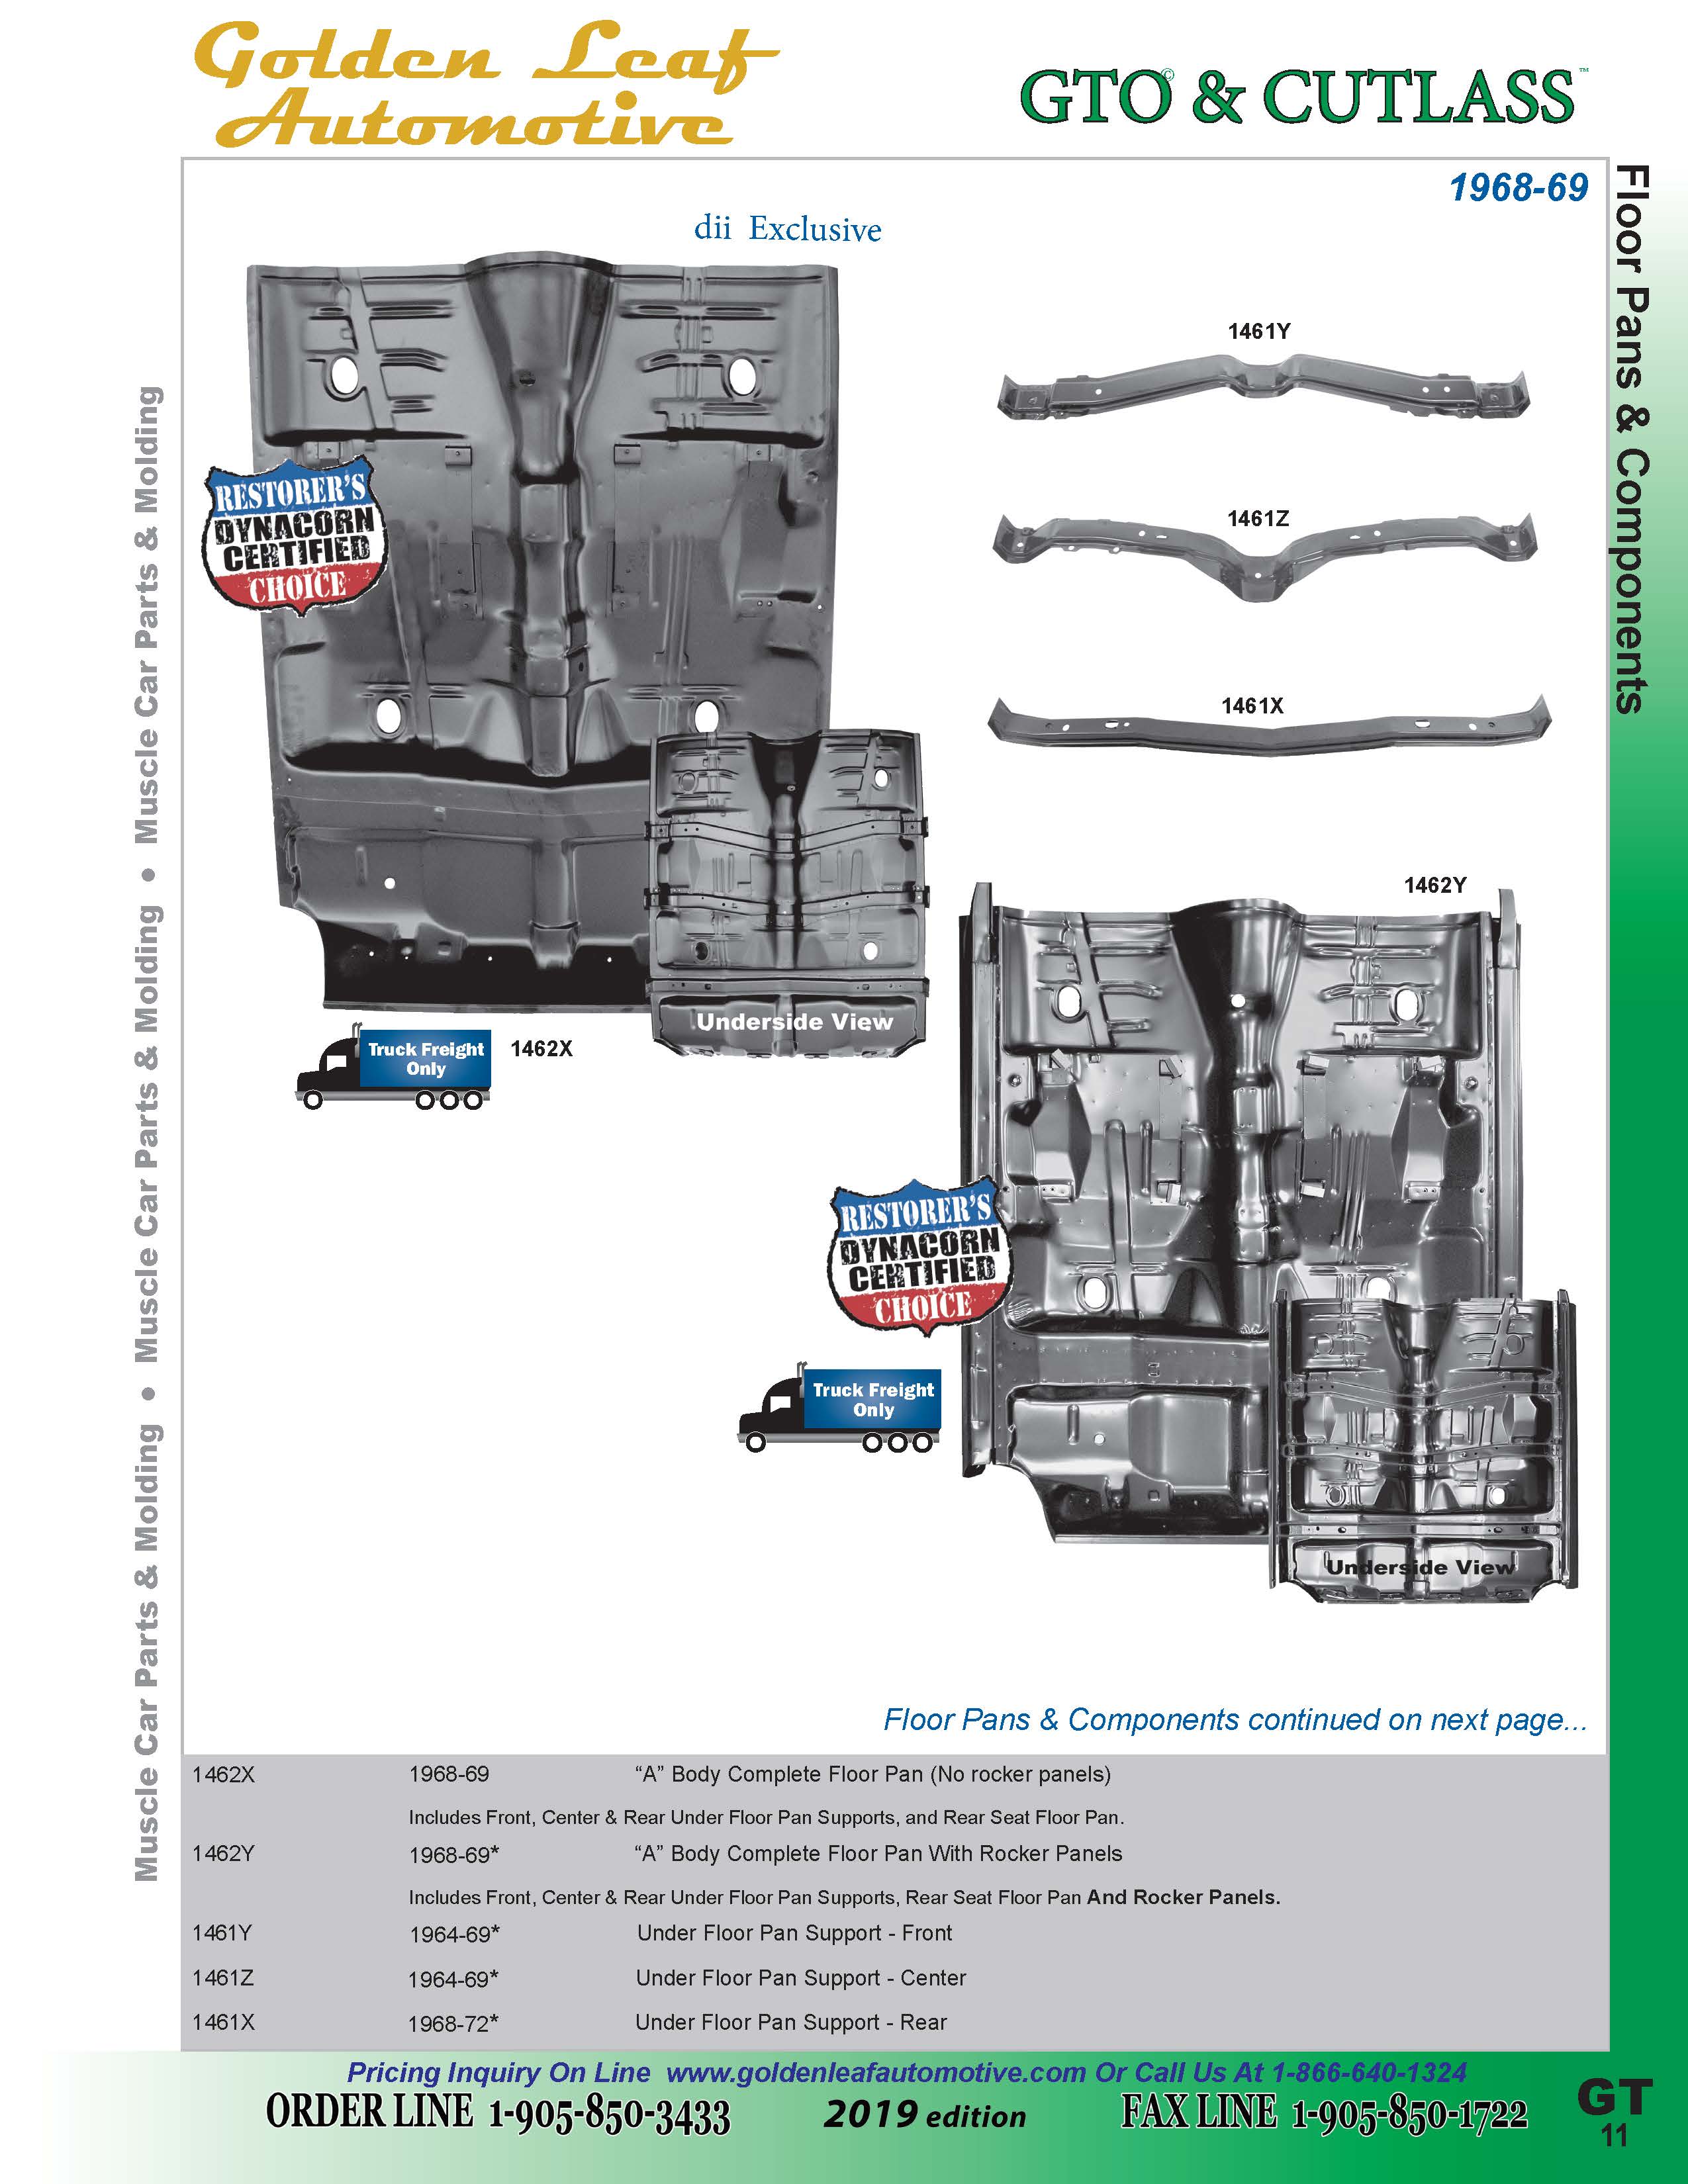 Golden Leaf
Automotive
GTO© & CUTLASS™
1968-69
Floor Pans & Components
Muscle Car Parts & Molding • Muscle Car Parts & Molding • Muscle Car Parts & Molding
dii Exclusive
1461Y
RESTORER'S
DYNACORN
CERTIFIED
CHOICE
1461Z
1461X
1462Y
Underside View
Truck Freight
Only
1462X
RESTORER'S
DYNACORN
CERTIFIED
CHOICE
Truck Freight
Only
Underside View
Floor Pans & Components continued on next page...
1462X 1968-69 “A” Body Complete Floor Pan (No rocker panels)
Includes Front, Center & Rear Under Floor Pan Supports, and Rear Seat Floor Pan.
1462Y 1968-69* “A” Body Complete Floor Pan With Rocker Panels
Includes Front, Center & Rear Under Floor Pan Supports, Rear Seat Floor Pan And Rocker Panels.
1461Y 1964-69* Under Floor Pan Support - Front
1461Z 1964-69* Under Floor Pan Support - Center
1461X 1968-72* Under Floor Pan Support - Rear
Pricing Inquiry On Line www.goldenleafautomotive.com Or Call Us At 1-866-640-1324
ORDER LINE 1-905-850-3433 2019 edition FAX LINE 1-905-850-1722
GT
11